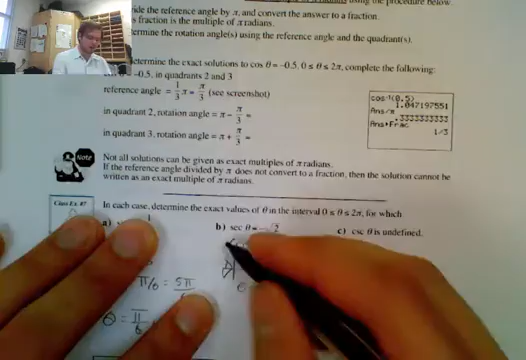 vide the reference angle by π, and convert the answer to a fraction.
s fraction is the multiple of π radians.
ermine the rotation angle(s) using the reference angle and the quadrant(s).
etermine the exact solutions to cos θ = -0.5, 0 ≤ θ ≤ 2π, complete the following:
-0.5, in quadrants 2 and 3
reference angle = 1/3 π = π/3 (see screenshot)
in quadrant 2, rotation angle = π - π/3 =
in quadrant 3, rotation angle = π + π/3 =
cos⁻¹(0.5)
1.047197551
Ans/π
.3333333333
Ans▸Frac
1/3
Note
Not all solutions can be given as exact multiples of π radians.
If the reference angle divided by π does not convert to a fraction, then the solution cannot be
written as an exact multiple of π radians.
Class Ex. #7
In each case, determine the exact values of θ in the interval 0 ≤ θ ≤ 2π, for which
a)
b) sec θ = -√2
c) csc θ is undefined.
π/6 = 5π
θ = π/6